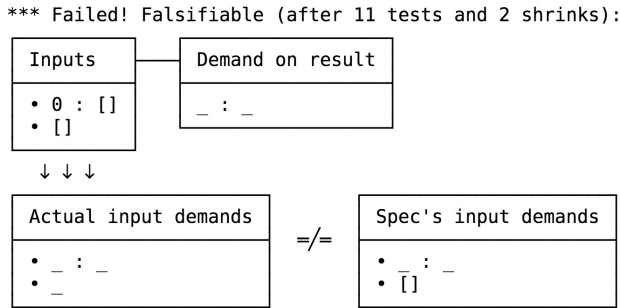 *** Failed! Falsifiable (after 11 tests and 2 shrinks):
Inputs
Demand on result
• 0 : []
• []
_ : _
↓ ↓ ↓
Actual input demands
Spec's input demands
• _ : _
• _
=/=
• _ : _
• []